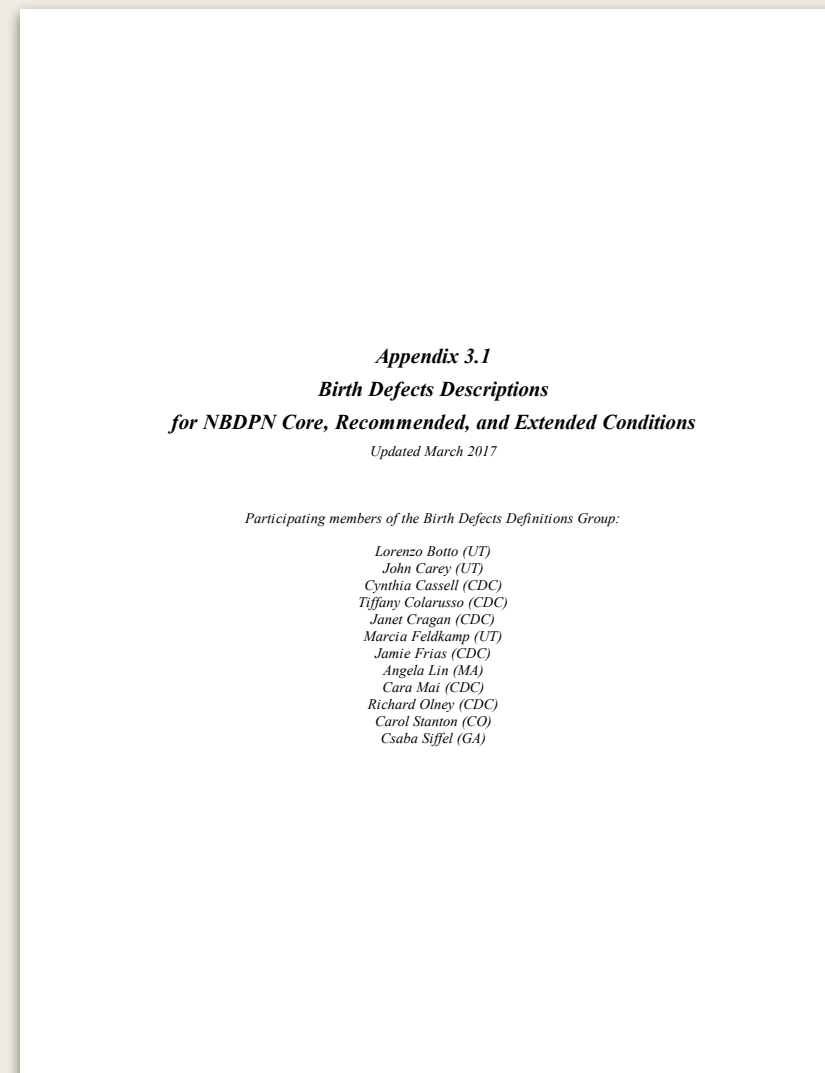 Appendix 3.1
Birth Defects Descriptions
for NBDPN Core, Recommended, and Extended Conditions
Updated March 2017
Participating members of the Birth Defects Definitions Group:
Lorenzo Botto (UT)
John Carey (UT)
Cynthia Cassell (CDC)
Tiffany Colarusso (CDC)
Janet Cragan (CDC)
Marcia Feldkamp (UT)
Jamie Frias (CDC)
Angela Lin (MA)
Cara Mai (CDC)
Richard Olney (CDC)
Carol Stanton (CO)
Csaba Siffel (GA)